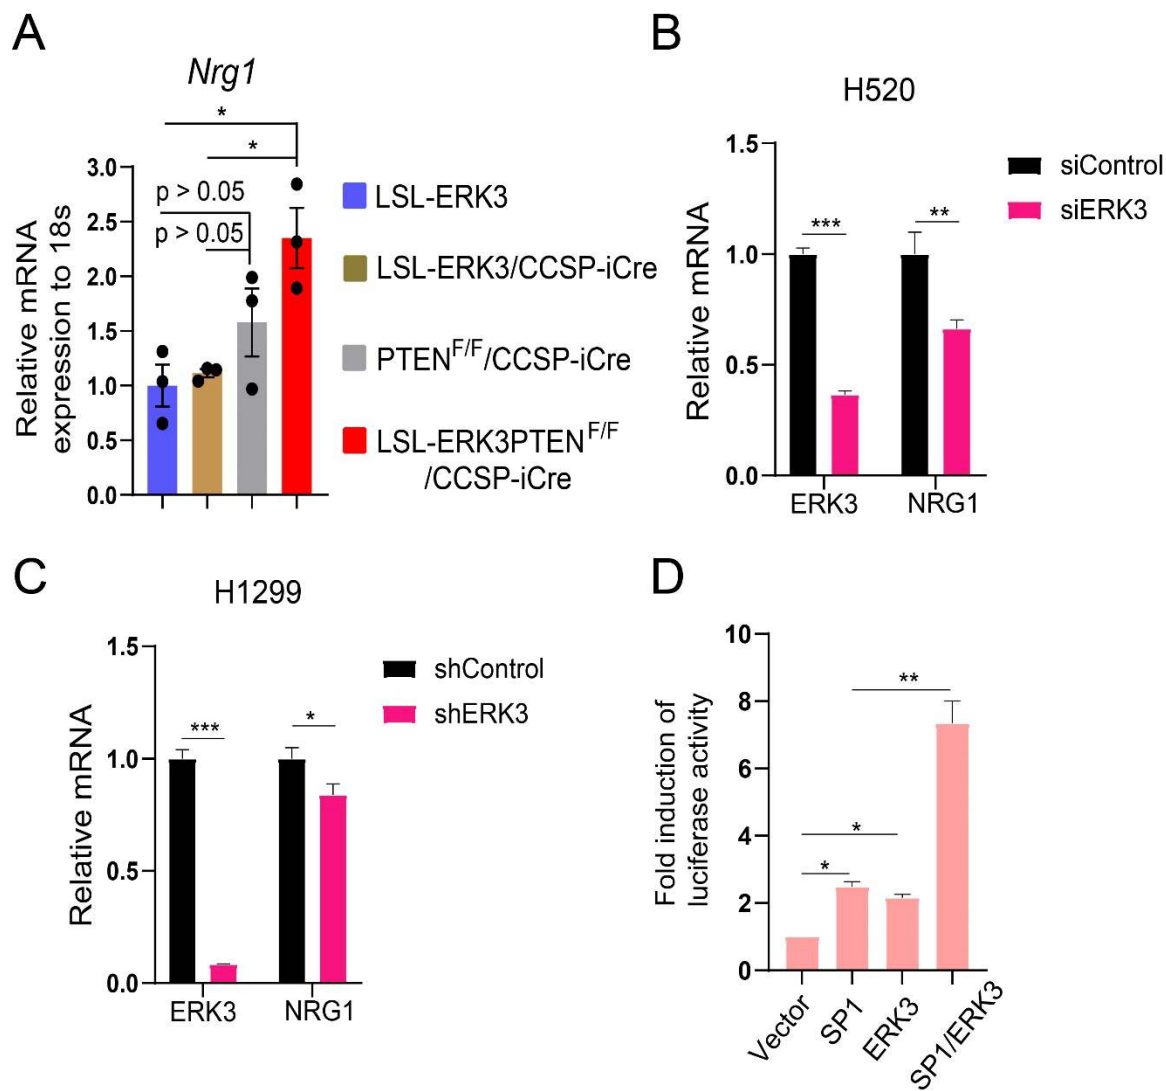 A
Nrg1
*
*
p > 0.05
p > 0.05
3.0
2.5
2.0
1.5
1.0
0.5
0.0
Relative mRNA
expression to 18s
LSL-ERK3
LSL-ERK3/CCSP-iCre
PTENF/F/CCSP-iCre
LSL-ERK3PTENF/F
/CCSP-iCre
B
H520
1.5
1.0
0.5
0.0
Relative mRNA
***
**
ERK3
NRG1
siControl
siERK3
C
H1299
1.5
1.0
0.5
0.0
Relative mRNA
***
*
ERK3
NRG1
shControl
shERK3
D
10
8
6
4
2
0
Fold induction of
luciferase activity
**
*
*
Vector
SP1
ERK3
SP1/ERK3